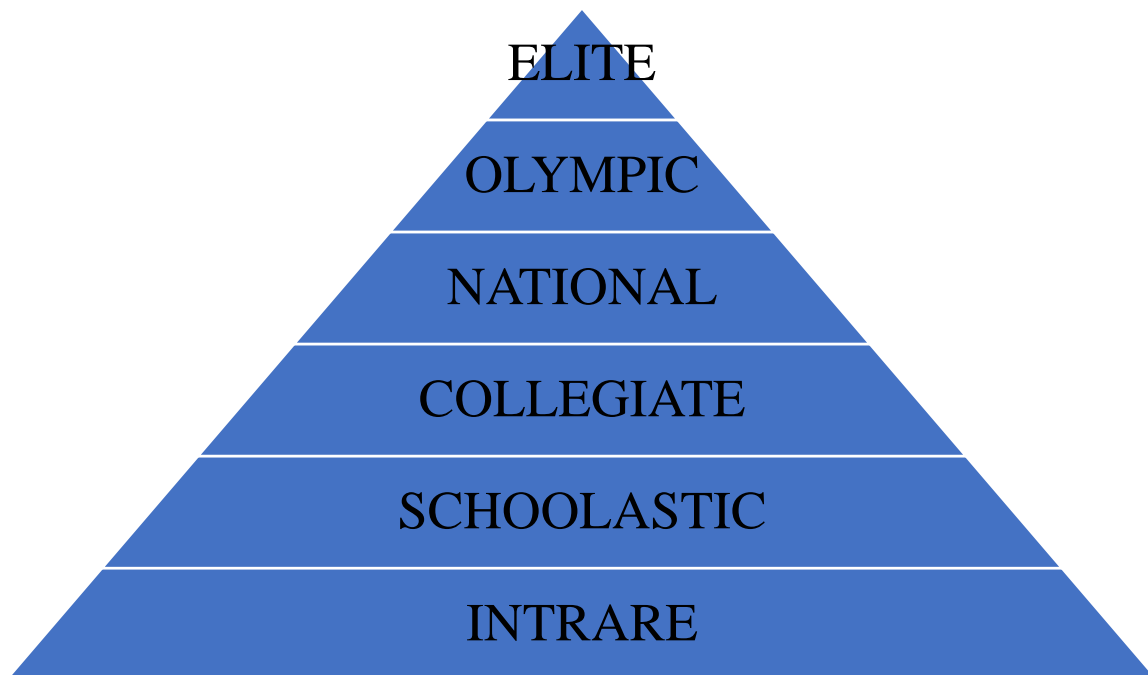 ELITE
OLYMPIC
NATIONAL
COLLEGIATE
SCHOOLASTIC
INTRARE